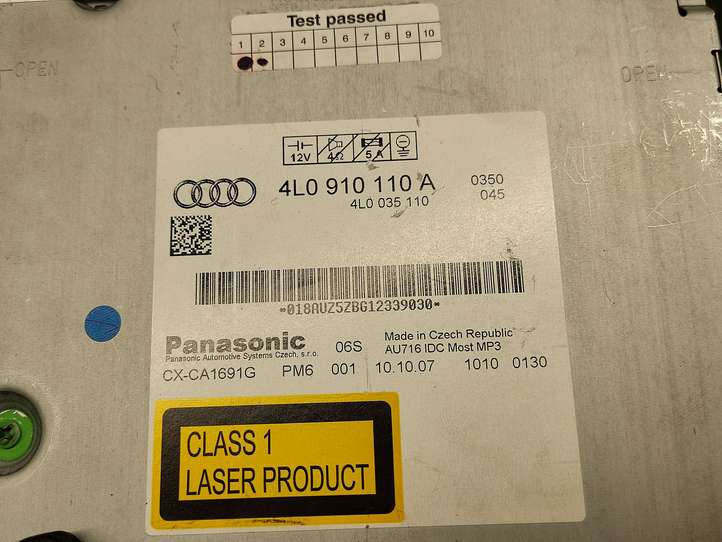 Test passed
1 2 3 4 5 6 7 8 9 10
OPEN OPEN
12V 4Ω 5A
4L0 910 110 A 0350
4L0 035 110 045
*018AUZ5ZBG12339030*
Panasonic 06S Made in Czech Republic
Panasonic Automotive Systems Czech, s.r.o. AU716 IDC Most MP3
CX-CA1691G PM6 001 10.10.07 1010 0130
CLASS 1
LASER PRODUCT